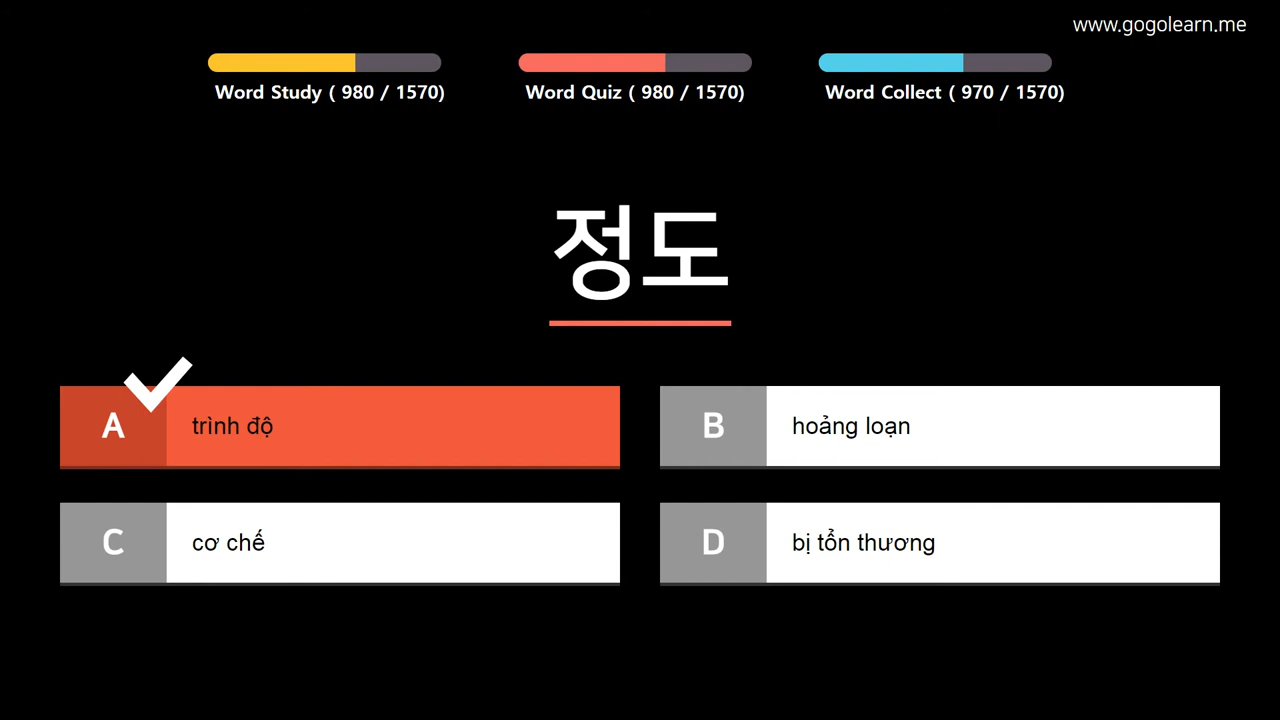 www.gogolearn.me
Word Study ( 980 / 1570)
Word Quiz ( 980 / 1570)
Word Collect ( 970 / 1570)
정도
A trình độ
B hoảng loạn
C cơ chế
D bị tổn thương